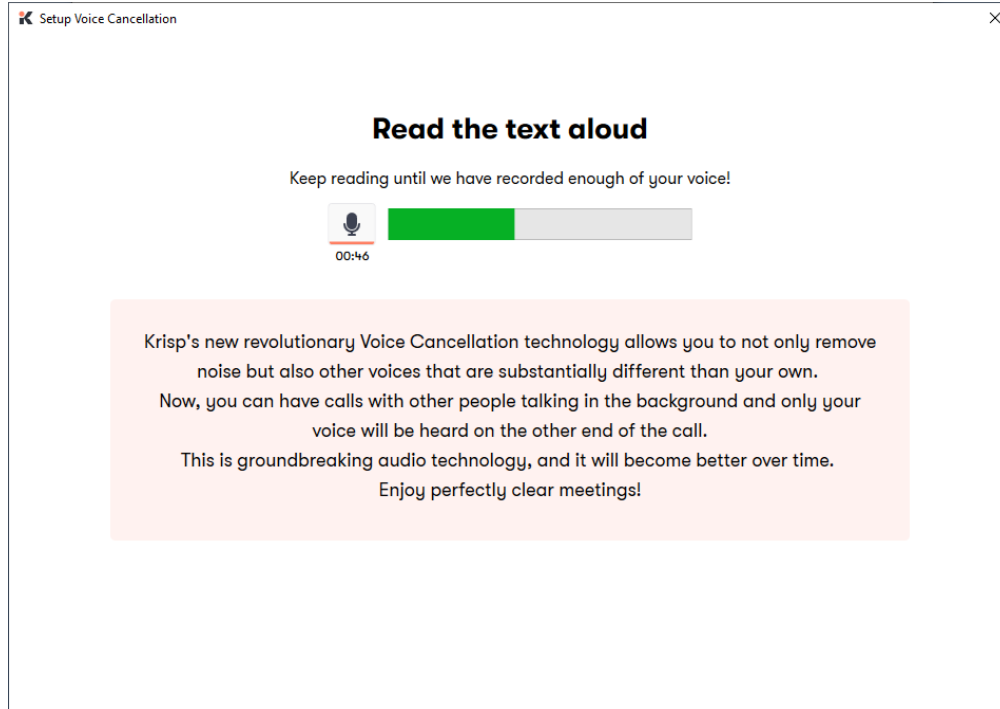 Setup Voice Cancellation
Read the text aloud
Keep reading until we have recorded enough of your voice!
00:46
Krisp's new revolutionary Voice Cancellation technology allows you to not only remove
noise but also other voices that are substantially different than your own.
Now, you can have calls with other people talking in the background and only your
voice will be heard on the other end of the call.
This is groundbreaking audio technology, and it will become better over time.
Enjoy perfectly clear meetings!